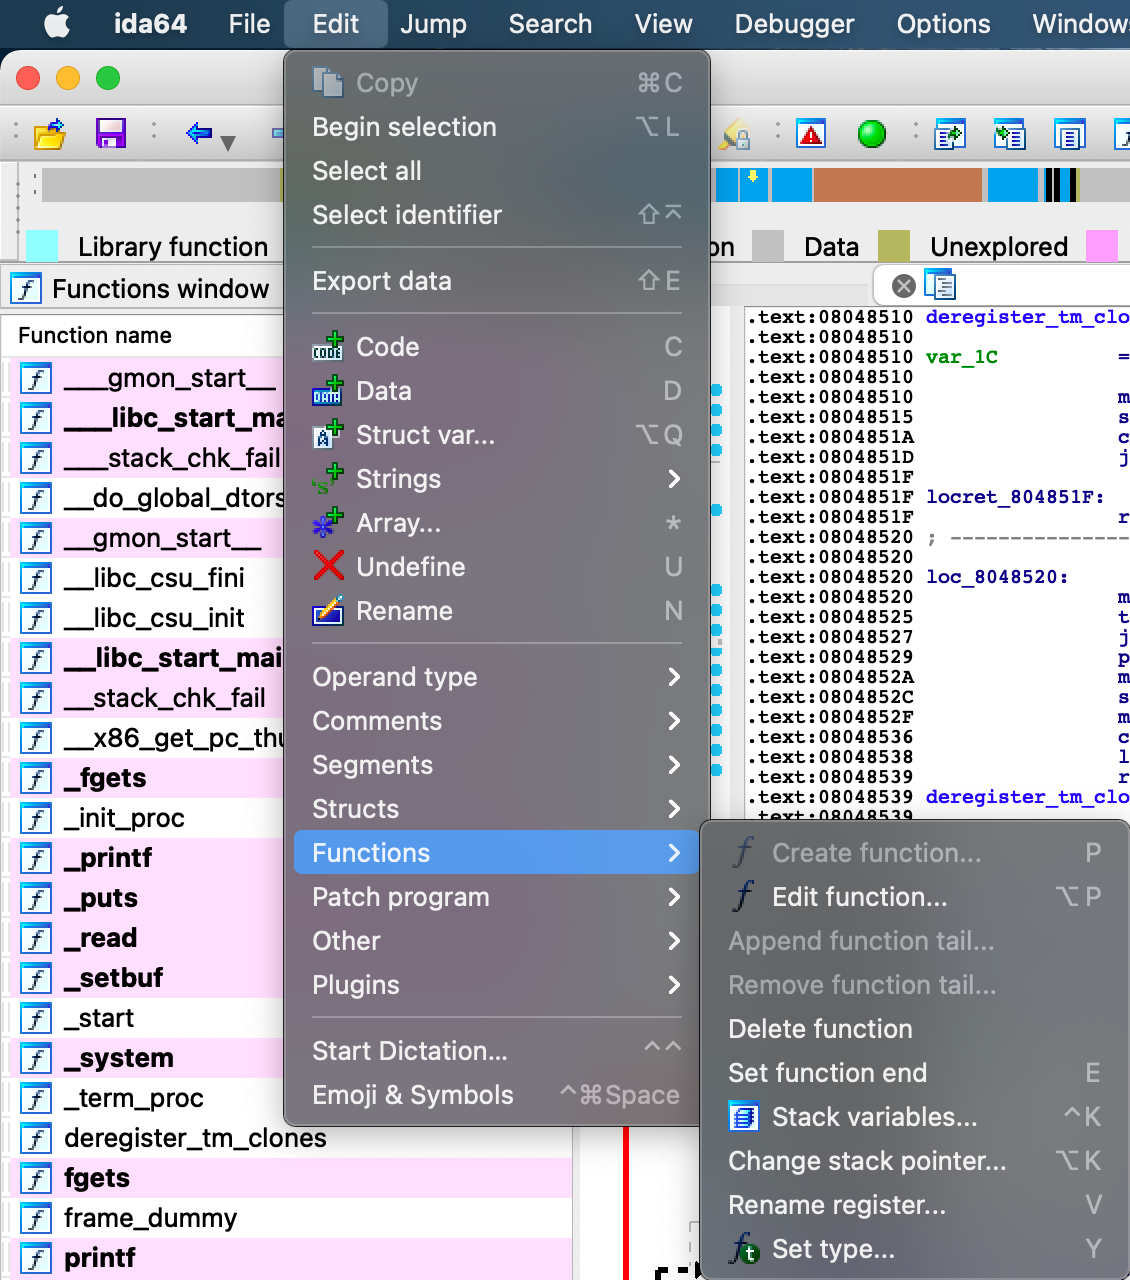 ida64 File Edit Jump Search View Debugger Options Window
Copy ⌘C
Begin selection ⌥L
Select all
Select identifier ⇧⌤
Export data ⇧E
Code C
Data D
Struct var... ⌥Q
Strings
Array... *
Undefine U
Rename N
Operand type
Comments
Segments
Structs
Functions
Patch program
Other
Plugins
Start Dictation... ^^
Emoji & Symbols ^⌘Space
Create function... P
Edit function... ⌥P
Append function tail...
Remove function tail...
Delete function
Set function end E
Stack variables... ^K
Change stack pointer... ⌥K
Rename register... V
Set type... Y
Library function
on Data Unexplored
Functions window
Function name
___gmon_start__
___libc_start_ma
___stack_chk_fail
__do_global_dtors
__gmon_start__
__libc_csu_fini
__libc_csu_init
__libc_start_mai
__stack_chk_fail
__x86_get_pc_thu
_fgets
_init_proc
_printf
_puts
_read
_setbuf
_start
_system
_term_proc
deregister_tm_clones
fgets
frame_dummy
printf
.text:08048510 deregister_tm_clo
.text:08048510
.text:08048510 var_1C =
.text:08048510
.text:08048510 m
.text:08048515 s
.text:0804851A c
.text:0804851D j
.text:0804851F
.text:0804851F locret_804851F:
.text:0804851F r
.text:08048520 ; ---------------
.text:08048520
.text:08048520 loc_8048520:
.text:08048520 m
.text:08048525 t
.text:08048527 j
.text:08048529 p
.text:0804852A m
.text:0804852C s
.text:0804852F m
.text:08048536 c
.text:08048538 l
.text:08048539 r
.text:08048539 deregister_tm_clo
.text:08048539